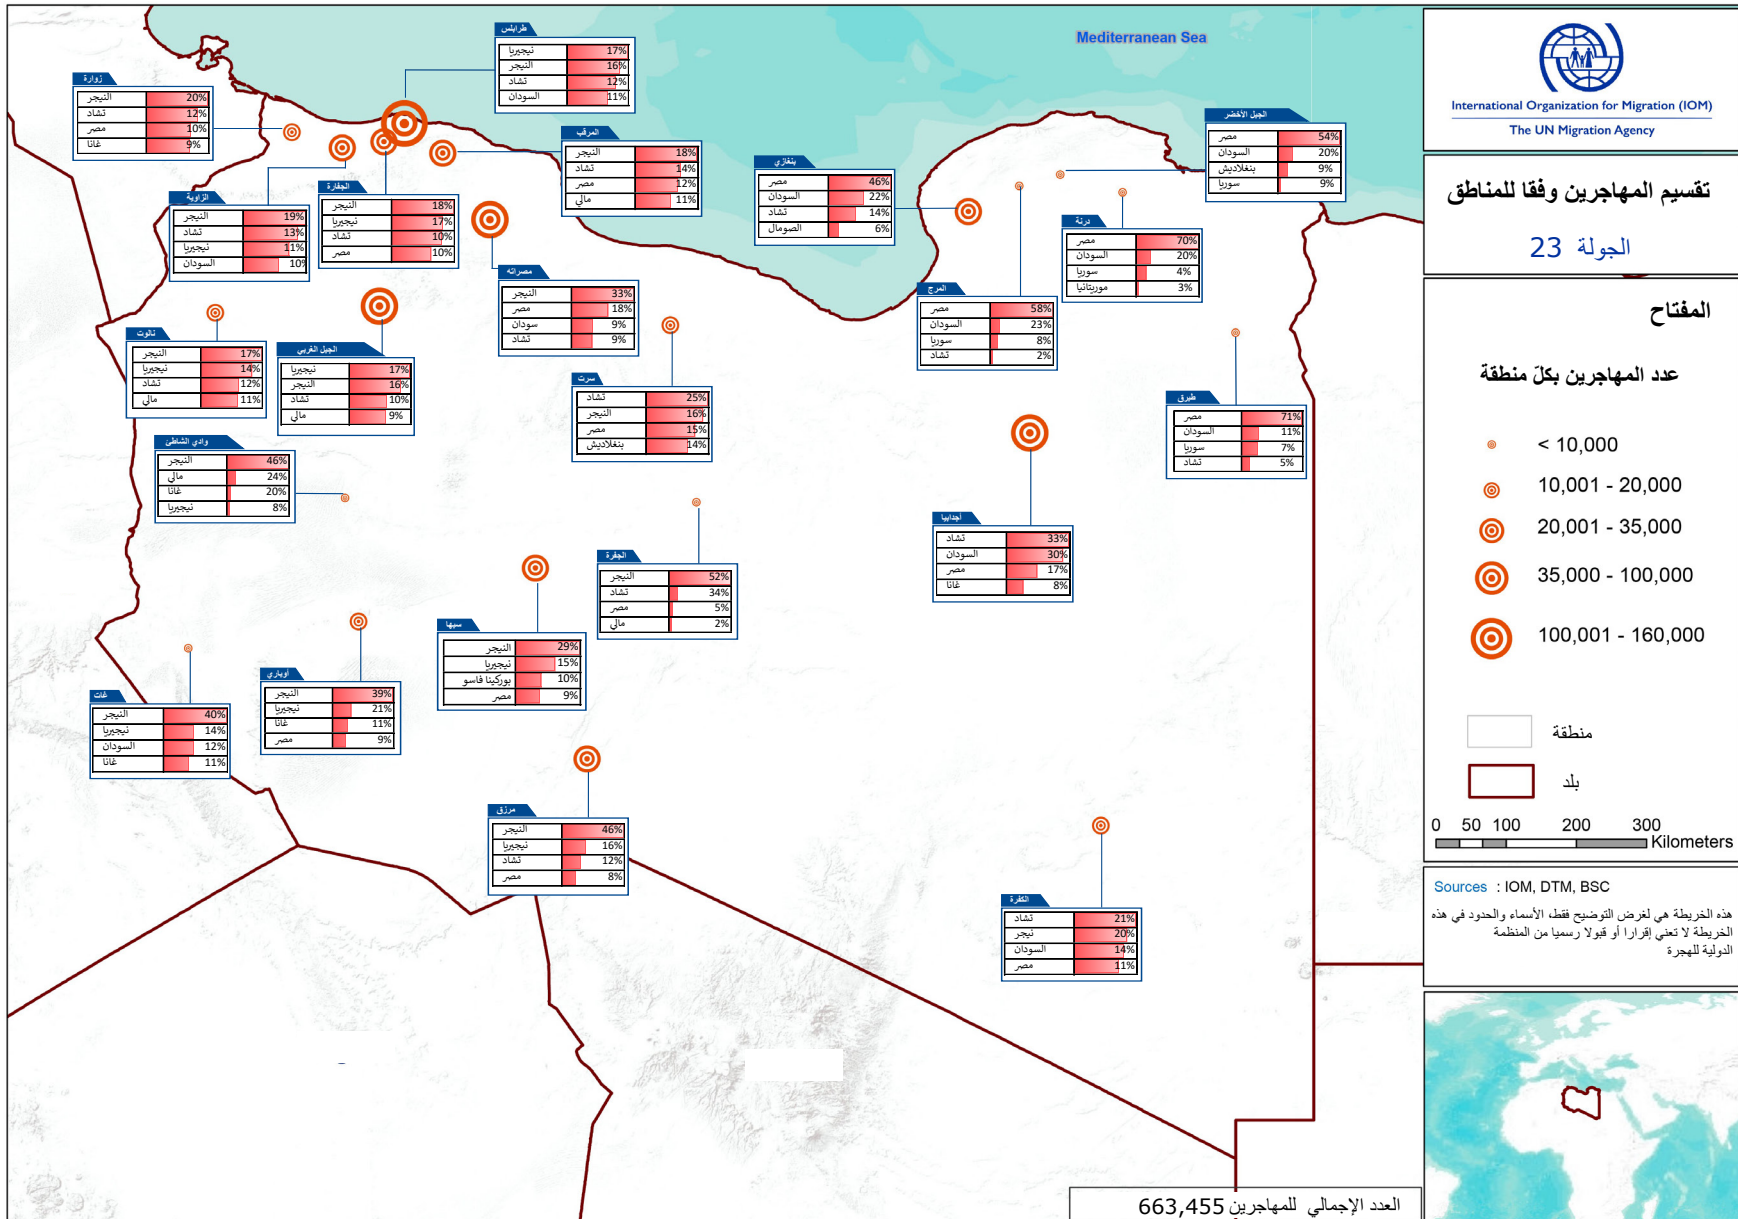 Mediterranean Sea
طرابلس
نيجيريا 17%
النيجر 16%
تشاد 12%
السودان 11%
زوارة
النيجر 20%
تشاد 12%
مصر 10%
غانا 9%
المرقب
النيجر 18%
تشاد 14%
مصر 12%
مالي 11%
الزاوية
النيجر 19%
تشاد 13%
نيجيريا 11%
السودان 10%
الجفارة
النيجر 18%
نيجيريا 17%
تشاد 10%
مصر 10%
بنغازي
مصر 46%
السودان 22%
تشاد 14%
الصومال 6%
الجبل الأخضر
مصر 54%
السودان 20%
بنغلاديش 9%
سوريا 9%
درنة
مصر 70%
السودان 20%
سوريا 4%
موريتانيا 3%
مصراته
النيجر 33%
مصر 18%
سودان 9%
تشاد 9%
المرج
مصر 58%
السودان 23%
سوريا 8%
تشاد 2%
نالوت
النيجر 17%
نيجيريا 14%
تشاد 12%
مالي 11%
الجبل الغربي
نيجيريا 17%
النيجر 16%
تشاد 10%
مالي 9%
سرت
تشاد 25%
النيجر 16%
مصر 15%
بنغلاديش 14%
طبرق
مصر 71%
السودان 11%
سوريا 7%
تشاد 5%
وادي الشاطئ
النيجر 46%
مالي 24%
غانا 20%
نيجيريا 8%
أجدابيا
تشاد 33%
السودان 30%
مصر 17%
غانا 8%
الجفرة
النيجر 52%
تشاد 34%
مصر 5%
مالي 2%
سبها
النيجر 29%
نيجيريا 15%
بوركينا فاسو 10%
مصر 9%
أوباري
النيجر 39%
نيجيريا 21%
غانا 11%
مصر 9%
غات
النيجر 40%
نيجيريا 14%
السودان 12%
غانا 11%
مرزق
النيجر 46%
نيجيريا 16%
تشاد 12%
مصر 8%
الكفرة
تشاد 21%
نيجر 20%
السودان 14%
مصر 11%
العدد الإجمالي للمهاجرين 663,455
International Organization for Migration (IOM)
The UN Migration Agency
تقسيم المهاجرين وفقا للمناطق
الجولة 23
المفتاح
عدد المهاجرين بكلّ منطقة
< 10,000
10,001 - 20,000
20,001 - 35,000
35,000 - 100,000
100,001 - 160,000
منطقة
بلد
0 50 100 200 300
Kilometers
Sources : IOM, DTM, BSC
هذه الخريطة هي لغرض التوضيح فقط، الأسماء والحدود في هذه
الخريطة لا تعني إقرارا أو قبولا رسميا من المنظمة
الدولية للهجرة